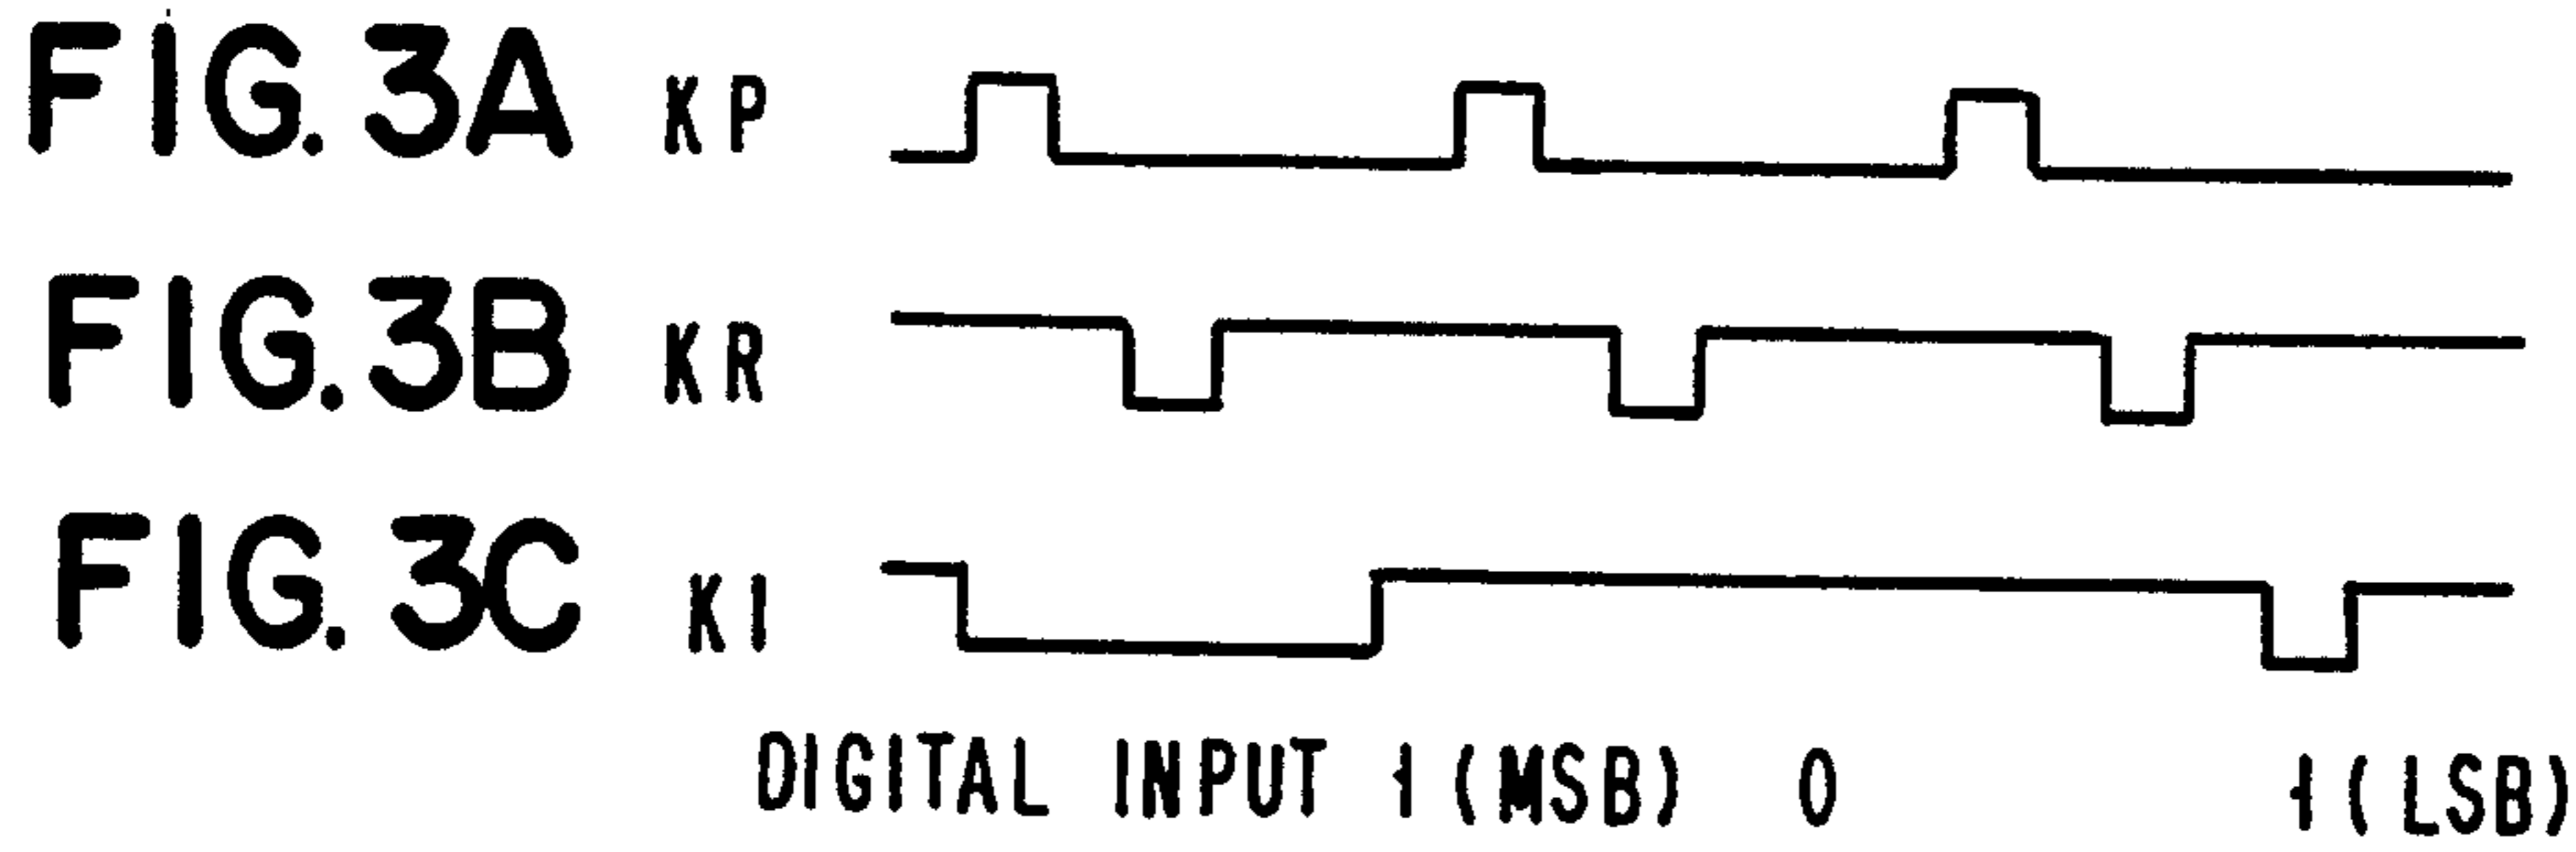 FIG. 3A KP
FIG. 3B KR
FIG. 3C KI
DIGITAL INPUT 1 (MSB) 0 1 (LSB)